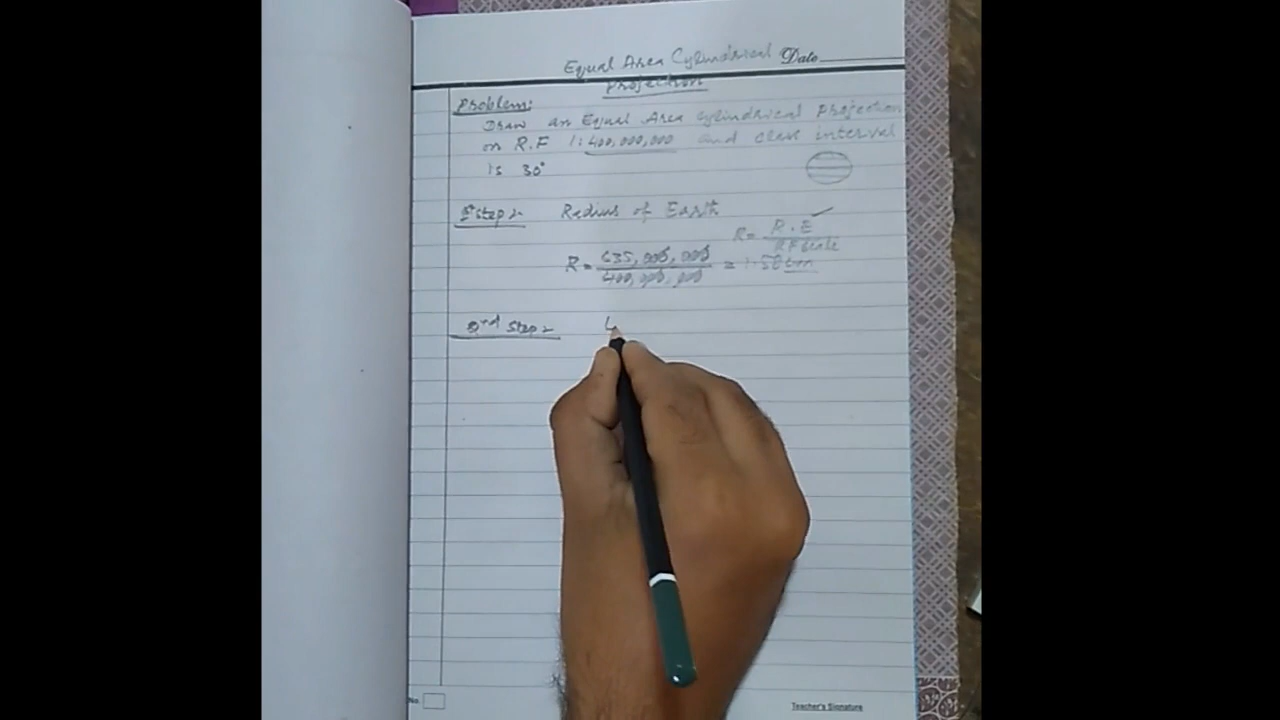 Equal Area Cylindrical Date
Projection
Problem:
Draw an Equal Area Cylindrical Projection
on R.F 1:400,000,000 and class interval
is 30°
1st Step:- Radius of Earth
R = R.E
RF Scale
R = 635,000,000 = 1.58 cm
400,000,000
2nd Step:- L
No.
Teacher's Signature